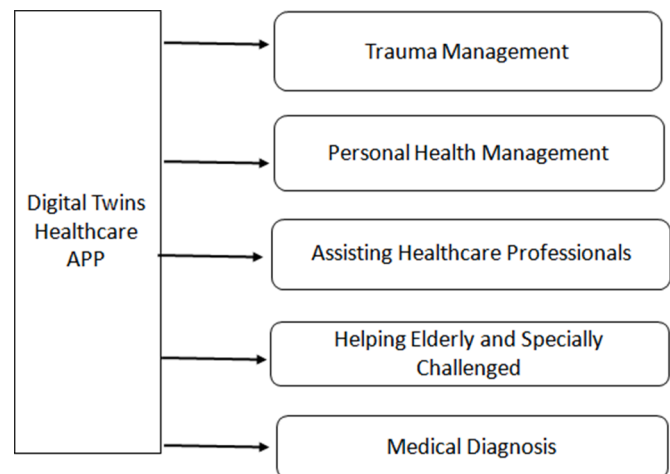 Digital Twins
Healthcare
APP
Trauma Management
Personal Health Management
Assisting Healthcare Professionals
Helping Elderly and Specially
Challenged
Medical Diagnosis